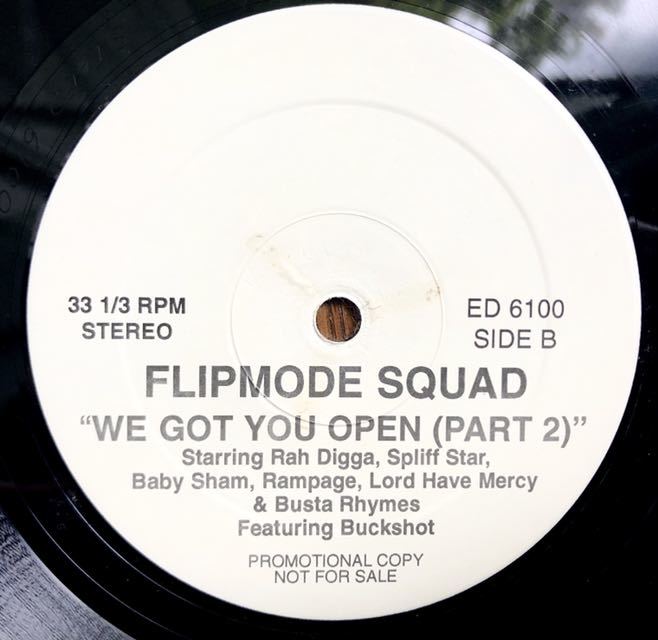 33 1/3 RPM
STEREO
ED 6100
SIDE B
FLIPMODE SQUAD
“WE GOT YOU OPEN (PART 2)”
Starring Rah Digga, Spliff Star,
Baby Sham, Rampage, Lord Have Mercy
& Busta Rhymes
Featuring Buckshot
PROMOTIONAL COPY
NOT FOR SALE